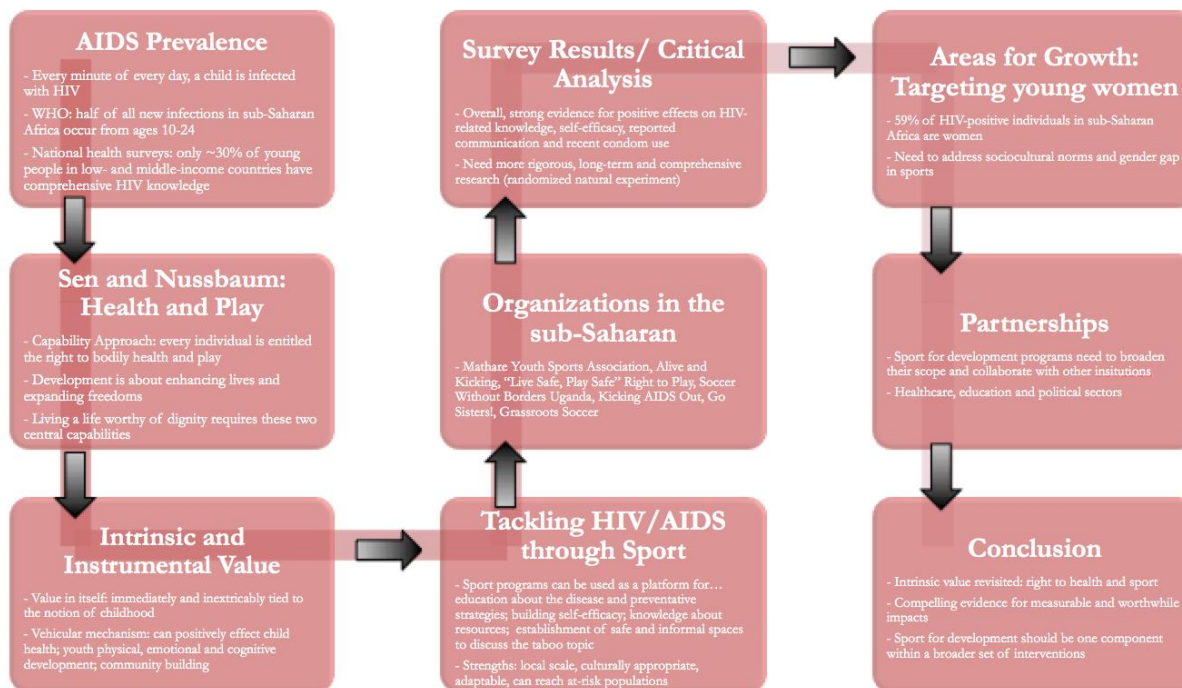 AIDS Prevalence
- Every minute of every day, a child is infected
with HIV
- WHO: half of all new infections in sub-Saharan
Africa occur from ages 10-24
- National health surveys: only ~30% of young
people in low- and middle-income countries have
comprehensive HIV knowledge
Sen and Nussbaum:
Health and Play
- Capability Approach: every individual is entitled
the right to bodily health and play
- Development is about enhancing lives and
expanding freedoms
- Living a life worthy of dignity requires these two
central capabilities
Intrinsic and
Instrumental Value
- Value in itself: immediately and inextricably tied to
the notion of childhood
- Vehicular mechanism: can positively effect child
health; youth physical, emotional and cognitive
development; community building
Tackling HIV/AIDS
through Sport
- Sport programs can be used as a platform for…
education about the disease and preventative
strategies; building self-efficacy; knowledge about
resources; establishment of safe and informal spaces
to discuss the taboo topic
- Strengths: local scale, culturally appropriate,
adaptable, can reach at-risk populations
Organizations in the
sub-Saharan
- Mathare Youth Sports Association, Alive and
Kicking, “Live Safe, Play Safe” Right to Play, Soccer
Without Borders Uganda, Kicking AIDS Out, Go
Sisters!, Grassroots Soccer
Survey Results/ Critical
Analysis
- Overall, strong evidence for positive effects on HIV-
related knowledge, self-efficacy, reported
communication and recent condom use
- Need more rigorous, long-term and comprehensive
research (randomized natural experiment)
Areas for Growth:
Targeting young women
- 59% of HIV-positive individuals in sub-Saharan
Africa are women
- Need to address sociocultural norms and gender gap
in sports
Partnerships
- Sport for development programs need to broaden
their scope and collaborate with other insitutions
- Healthcare, education and political sectors
Conclusion
- Intrinsic value revisited: right to health and sport
- Compelling evidence for measurable and worthwhile
impacts
- Sport for development should be one component
within a broader set of interventions